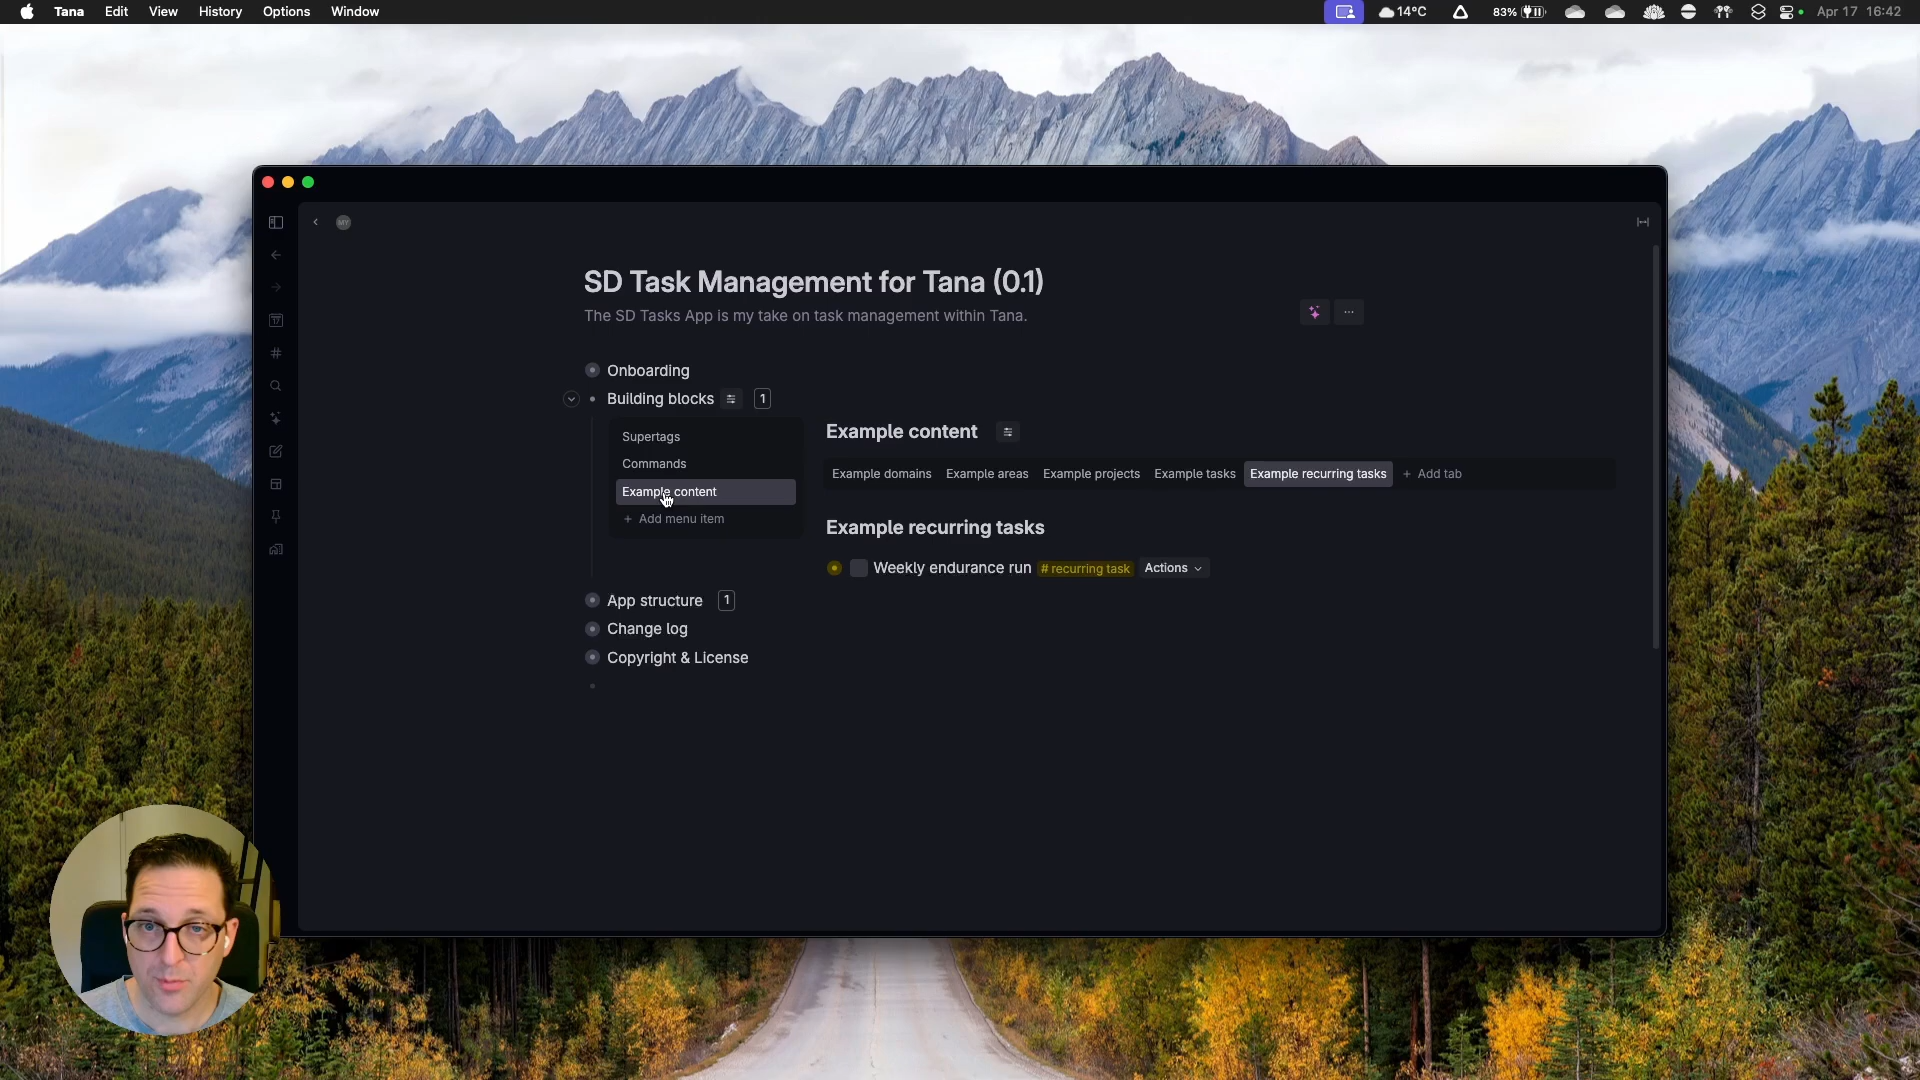 Tana Edit View History Options Window
14°C 83% Apr 17 16:42
MY
17
SD Task Management for Tana (0.1)
The SD Tasks App is my take on task management within Tana.
Onboarding
Building blocks 1
Supertags
Commands
Example content
+ Add menu item
Example content
Example domains Example areas Example projects Example tasks Example recurring tasks + Add tab
Example recurring tasks
Weekly endurance run # recurring task Actions
App structure 1
Change log
Copyright & License